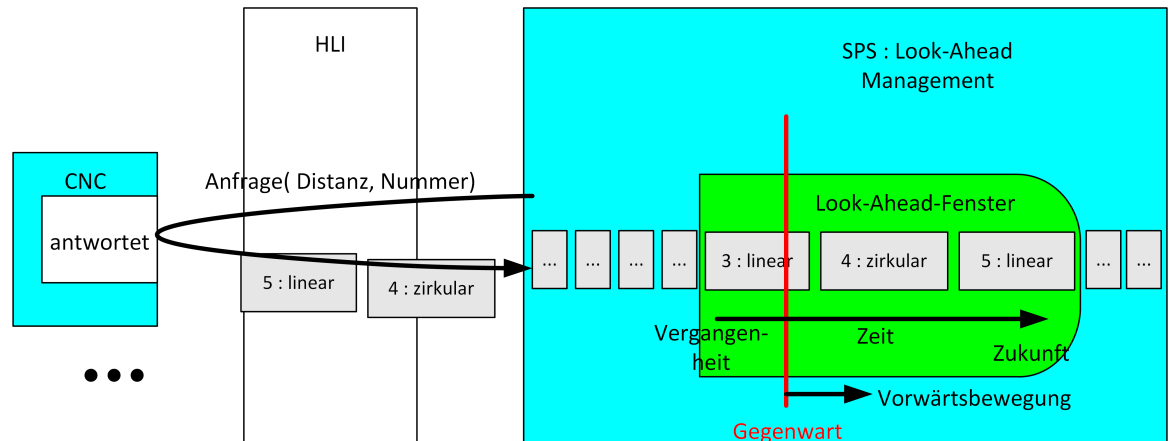 HLI
SPS : Look-Ahead
Management
CNC
antwortet
Anfrage( Distanz, Nummer)
5 : linear
4 : zirkular
Look-Ahead-Fenster
...
...
...
...
3 : linear
4 : zirkular
5 : linear
...
...
Vergangen-
heit
Zeit
Zukunft
Vorwärtsbewegung
Gegenwart